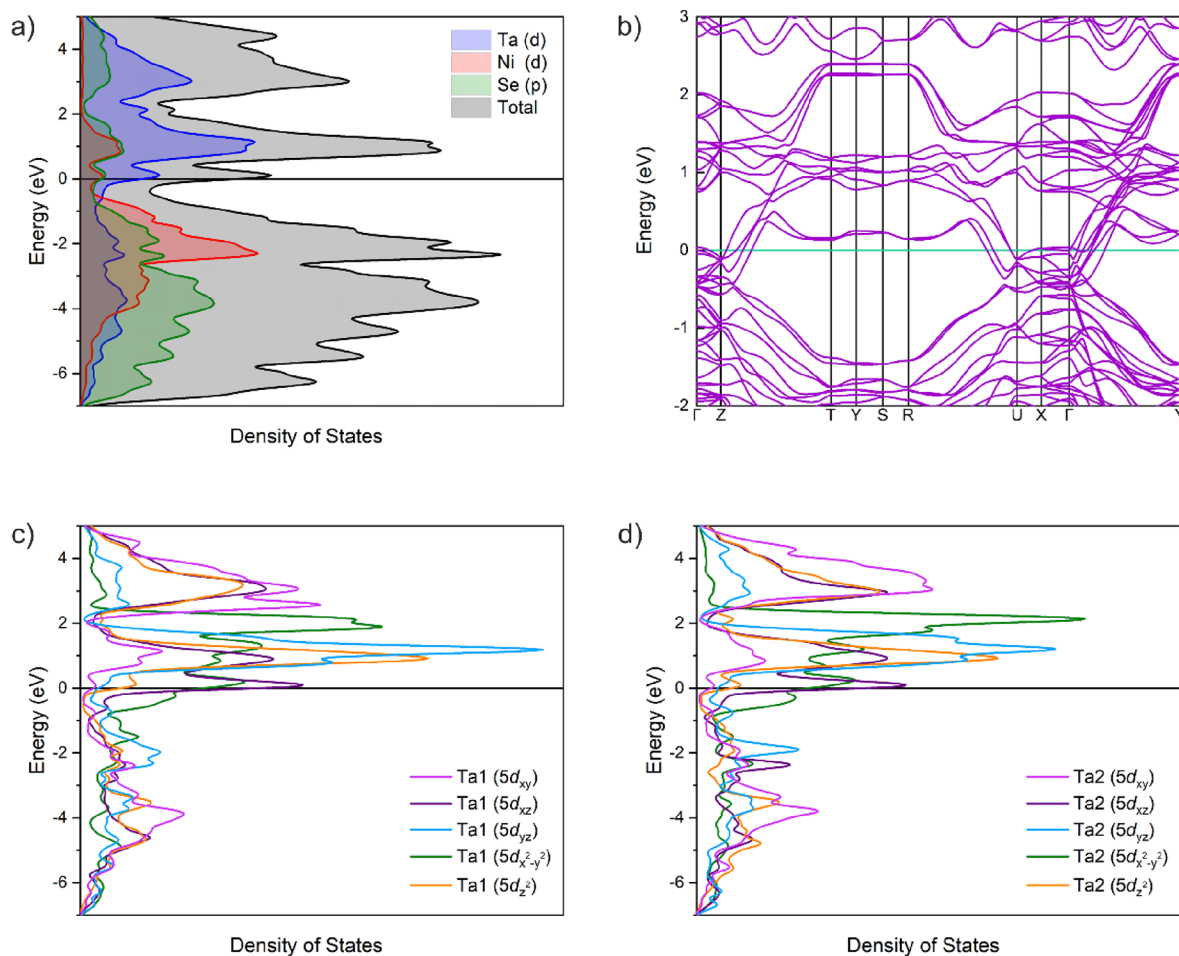 a)
4
2
0
-2
-4
-6
Energy (eV)
Density of States
Ta (d)
Ni (d)
Se (p)
Total
b)
3
2
1
0
-1
-2
Energy (eV)
Γ Z T Y S R U X Γ Y
c)
4
2
0
-2
-4
-6
Energy (eV)
Density of States
Ta1 (5dxy)
Ta1 (5dxz)
Ta1 (5dyz)
Ta1 (5dx²-y²)
Ta1 (5dz²)
d)
4
2
0
-2
-4
-6
Energy (eV)
Density of States
Ta2 (5dxy)
Ta2 (5dxz)
Ta2 (5dyz)
Ta2 (5dx²-y²)
Ta2 (5dz²)